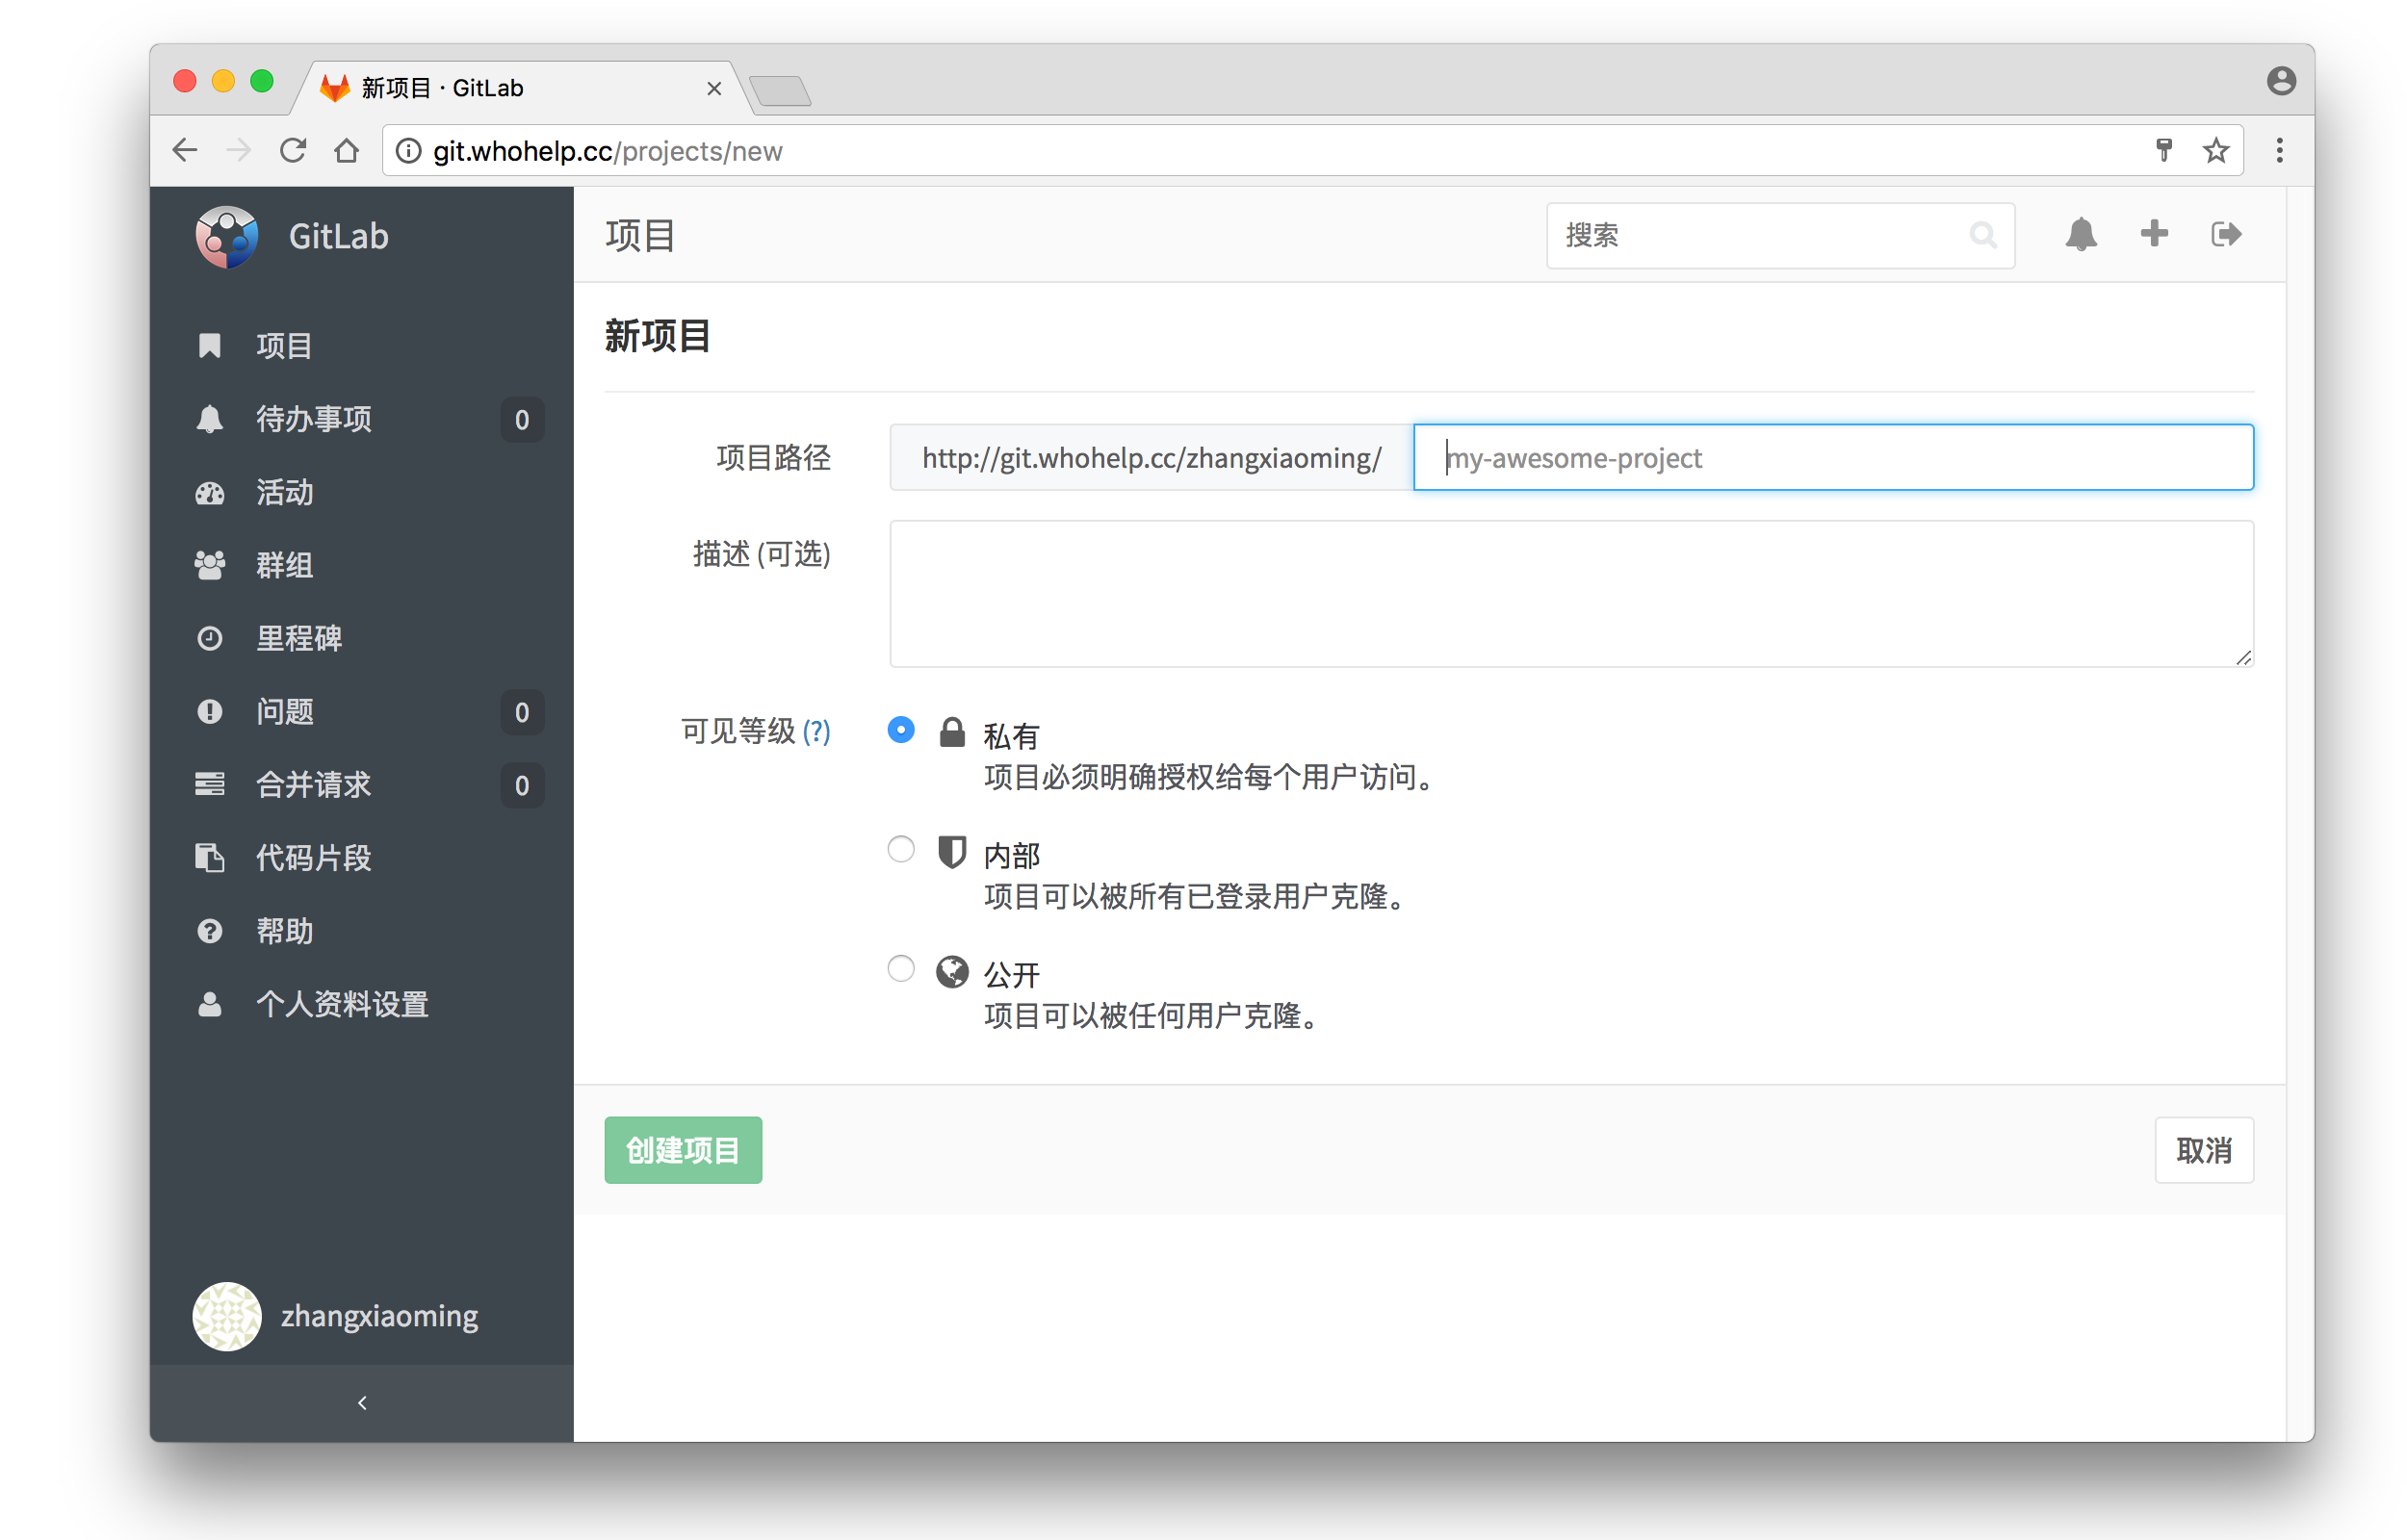 新项目 · GitLab
git.whohelp.cc/projects/new
GitLab
项目
搜索
项目
待办事项 0
活动
群组
里程碑
问题 0
合并请求 0
代码片段
帮助
个人资料设置
zhangxiaoming
新项目
项目路径 http://git.whohelp.cc/zhangxiaoming/ my-awesome-project
描述 (可选)
可见等级 (?)
私有
项目必须明确授权给每个用户访问。
内部
项目可以被所有已登录用户克隆。
公开
项目可以被任何用户克隆。
创建项目
取消